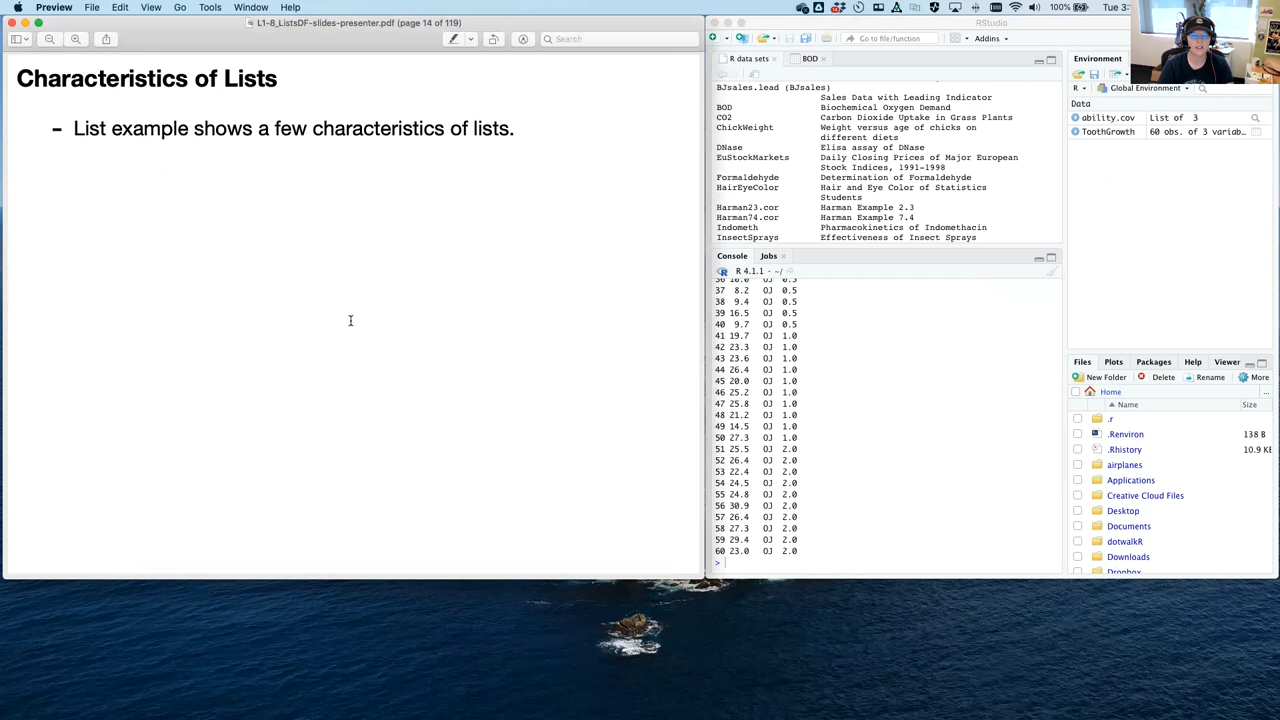 Preview File Edit View Go Tools Window Help 100% Tue 3:
L1-8_ListsDF-slides-presenter.pdf (page 14 of 119)
Search
Characteristics of Lists
- List example shows a few characteristics of lists.
RStudio
Go to file/function Addins
R data sets BOD
BJsales.lead (BJsales)
Sales Data with Leading Indicator
BOD Biochemical Oxygen Demand
CO2 Carbon Dioxide Uptake in Grass Plants
ChickWeight Weight versus age of chicks on
different diets
DNase Elisa assay of DNase
EuStockMarkets Daily Closing Prices of Major European
Stock Indices, 1991-1998
Formaldehyde Determination of Formaldehyde
HairEyeColor Hair and Eye Color of Statistics
Students
Harman23.cor Harman Example 2.3
Harman74.cor Harman Example 7.4
Indometh Pharmacokinetics of Indomethacin
InsectSprays Effectiveness of Insect Sprays
Console Jobs
R 4.1.1 · ~/
36 10.0 OJ 0.5
37 8.2 OJ 0.5
38 9.4 OJ 0.5
39 16.5 OJ 0.5
40 9.7 OJ 0.5
41 19.7 OJ 1.0
42 23.3 OJ 1.0
43 23.6 OJ 1.0
44 26.4 OJ 1.0
45 20.0 OJ 1.0
46 25.2 OJ 1.0
47 25.8 OJ 1.0
48 21.2 OJ 1.0
49 14.5 OJ 1.0
50 27.3 OJ 1.0
51 25.5 OJ 2.0
52 26.4 OJ 2.0
53 22.4 OJ 2.0
54 24.5 OJ 2.0
55 24.8 OJ 2.0
56 30.9 OJ 2.0
57 26.4 OJ 2.0
58 27.3 OJ 2.0
59 29.4 OJ 2.0
60 23.0 OJ 2.0
>
Environment
R Global Environment
Data
ability.cov List of 3
ToothGrowth 60 obs. of 3 variab…
Files Plots Packages Help Viewer
New Folder Delete Rename More
Home ...
Name Size
.r
.Renviron 138 B
.Rhistory 10.9 KB
airplanes
Applications
Creative Cloud Files
Desktop
Documents
dotwalkR
Downloads
Dropbox